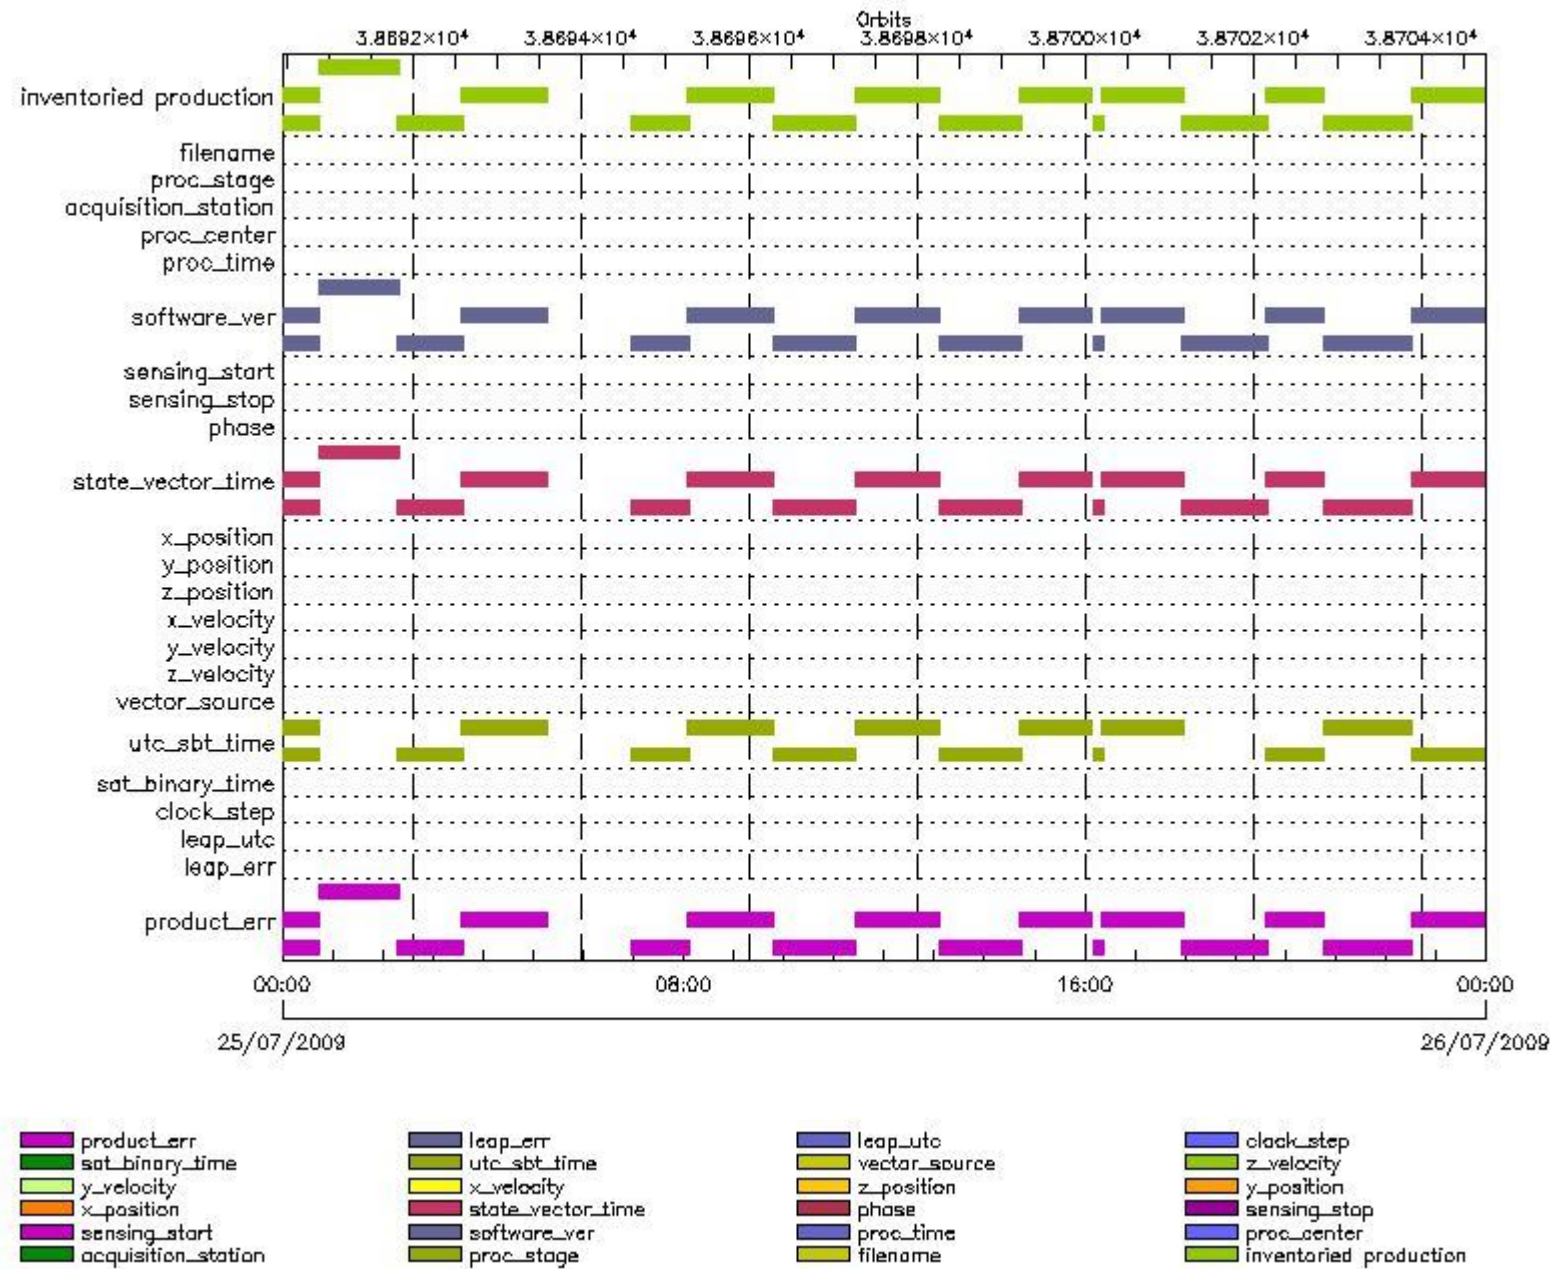 Orbits
3.8692×10⁴ 3.8694×10⁴ 3.8696×10⁴ 3.8698×10⁴ 3.8700×10⁴ 3.8702×10⁴ 3.8704×10⁴
inventoried production
filename
proc_stage
acquisition_station
proc_center
proc_time
software_ver
sensing_start
sensing_stop
phase
state_vector_time
x_position
y_position
z_position
x_velocity
y_velocity
z_velocity
vector_source
utc_sbt_time
sat_binary_time
clock_step
leap_utc
leap_err
product_err
00:00 08:00 16:00 00:00
25/07/2009 26/07/2009
product_err leap_err leap_utc clock_step
sat_binary_time utc_sbt_time vector_source z_velocity
y_velocity x_velocity z_position y_position
x_position state_vector_time phase sensing_stop
sensing_start software_ver proc_time proc_center
acquisition_station proc_stage filename inventoried production